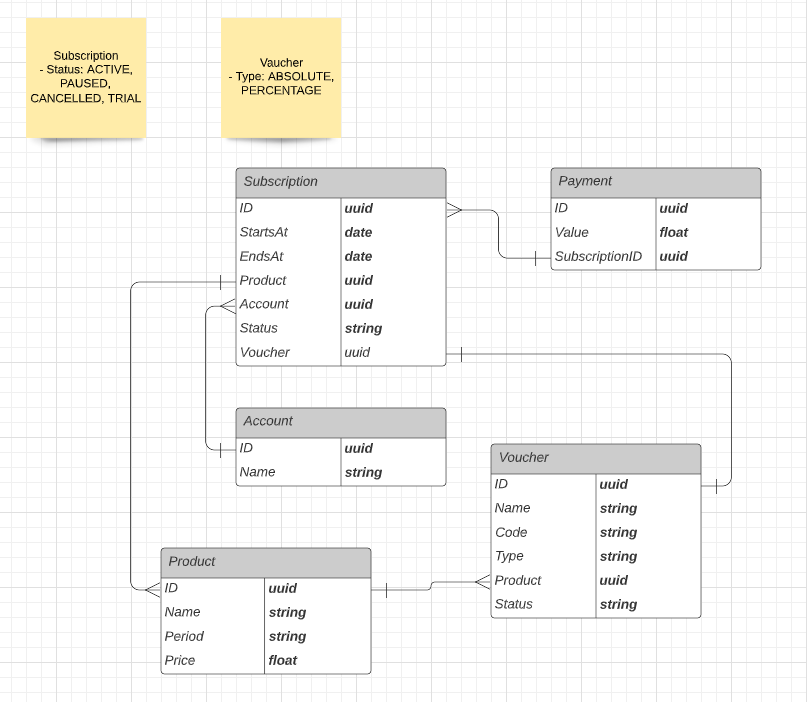 Subscription
- Status: ACTIVE,
PAUSED,
CANCELLED, TRIAL
Vaucher
- Type: ABSOLUTE,
PERCENTAGE
Subscription
ID uuid
StartsAt date
EndsAt date
Product uuid
Account uuid
Status string
Voucher uuid
Payment
ID uuid
Value float
SubscriptionID uuid
Account
ID uuid
Name string
Voucher
ID uuid
Name string
Code string
Type string
Product uuid
Status string
Product
ID uuid
Name string
Period string
Price float